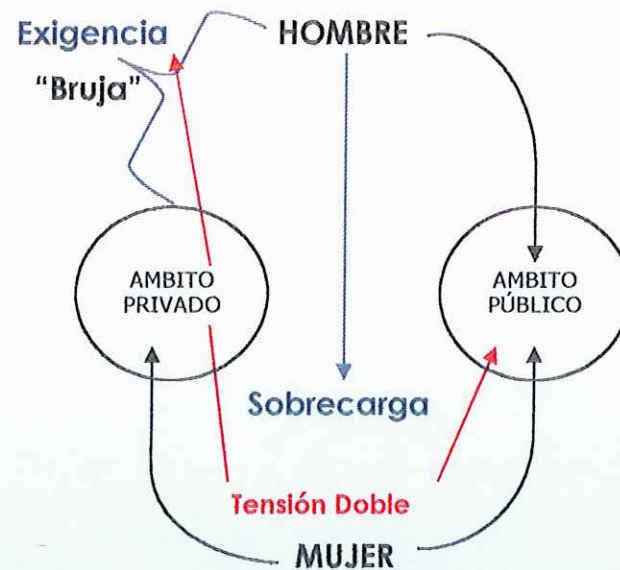 Exigencia
HOMBRE
“Bruja”
AMBITO
PRIVADO
AMBITO
PÚBLICO
Sobrecarga
Tensión Doble
MUJER